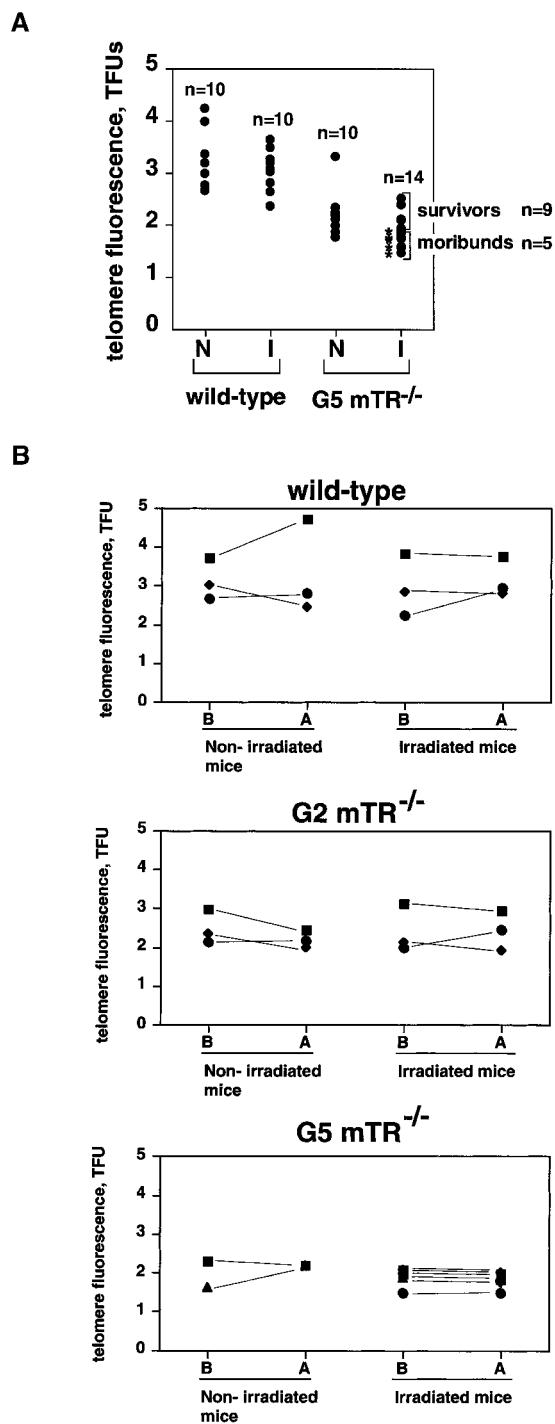 A
telomere fluorescence, TFUs
5
4
3
2
1
0
n=10
n=10
n=10
n=14
survivors n=9
moribunds n=5
*
*
*
*
*
N I N I
wild-type G5 mTR-/-
B
wild-type
telomere fluorescence, TFU
5
4
3
2
1
0
B A B A
Non- irradiated mice
Irradiated mice
G2 mTR-/-
telomere fluorescence, TFU
5
4
3
2
1
0
B A B A
Non- irradiated mice
Irradiated mice
G5 mTR-/-
telomere fluorescence, TFU
5
4
3
2
1
0
B A B A
Non- irradiated mice
Irradiated mice